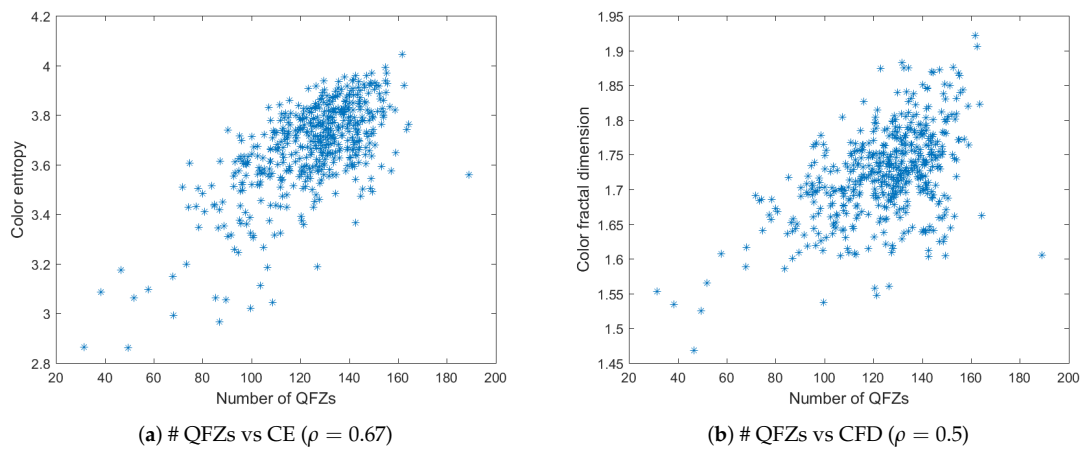 4.2
4
3.8
3.6
3.4
3.2
3
2.8
Color entropy
20 40 60 80 100 120 140 160 180 200
Number of QFZs
(a) # QFZs vs CE (ρ = 0.67)
1.95
1.9
1.85
1.8
1.75
1.7
1.65
1.6
1.55
1.5
1.45
Color fractal dimension
20 40 60 80 100 120 140 160 180 200
Number of QFZs
(b) # QFZs vs CFD (ρ = 0.5)